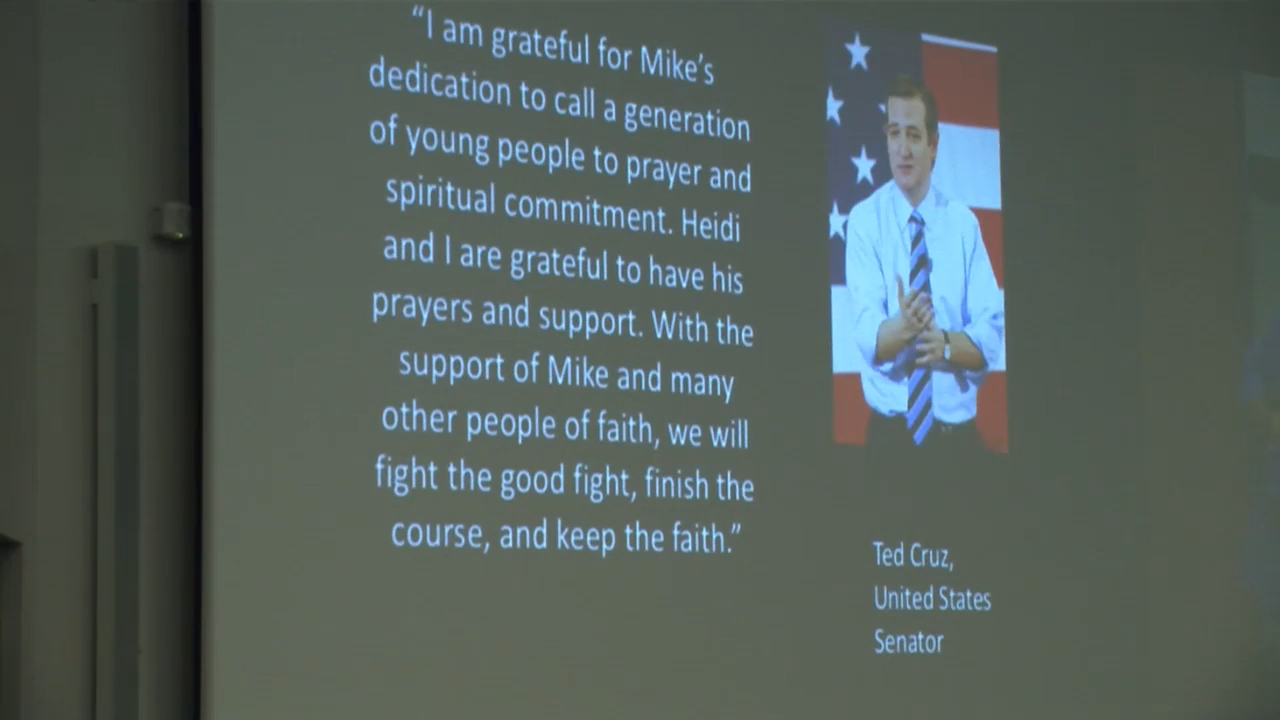 “I am grateful for Mike’s
dedication to call a generation
of young people to prayer and
spiritual commitment. Heidi
and I are grateful to have his
prayers and support. With the
support of Mike and many
other people of faith, we will
fight the good fight, finish the
course, and keep the faith.”
Ted Cruz,
United States
Senator